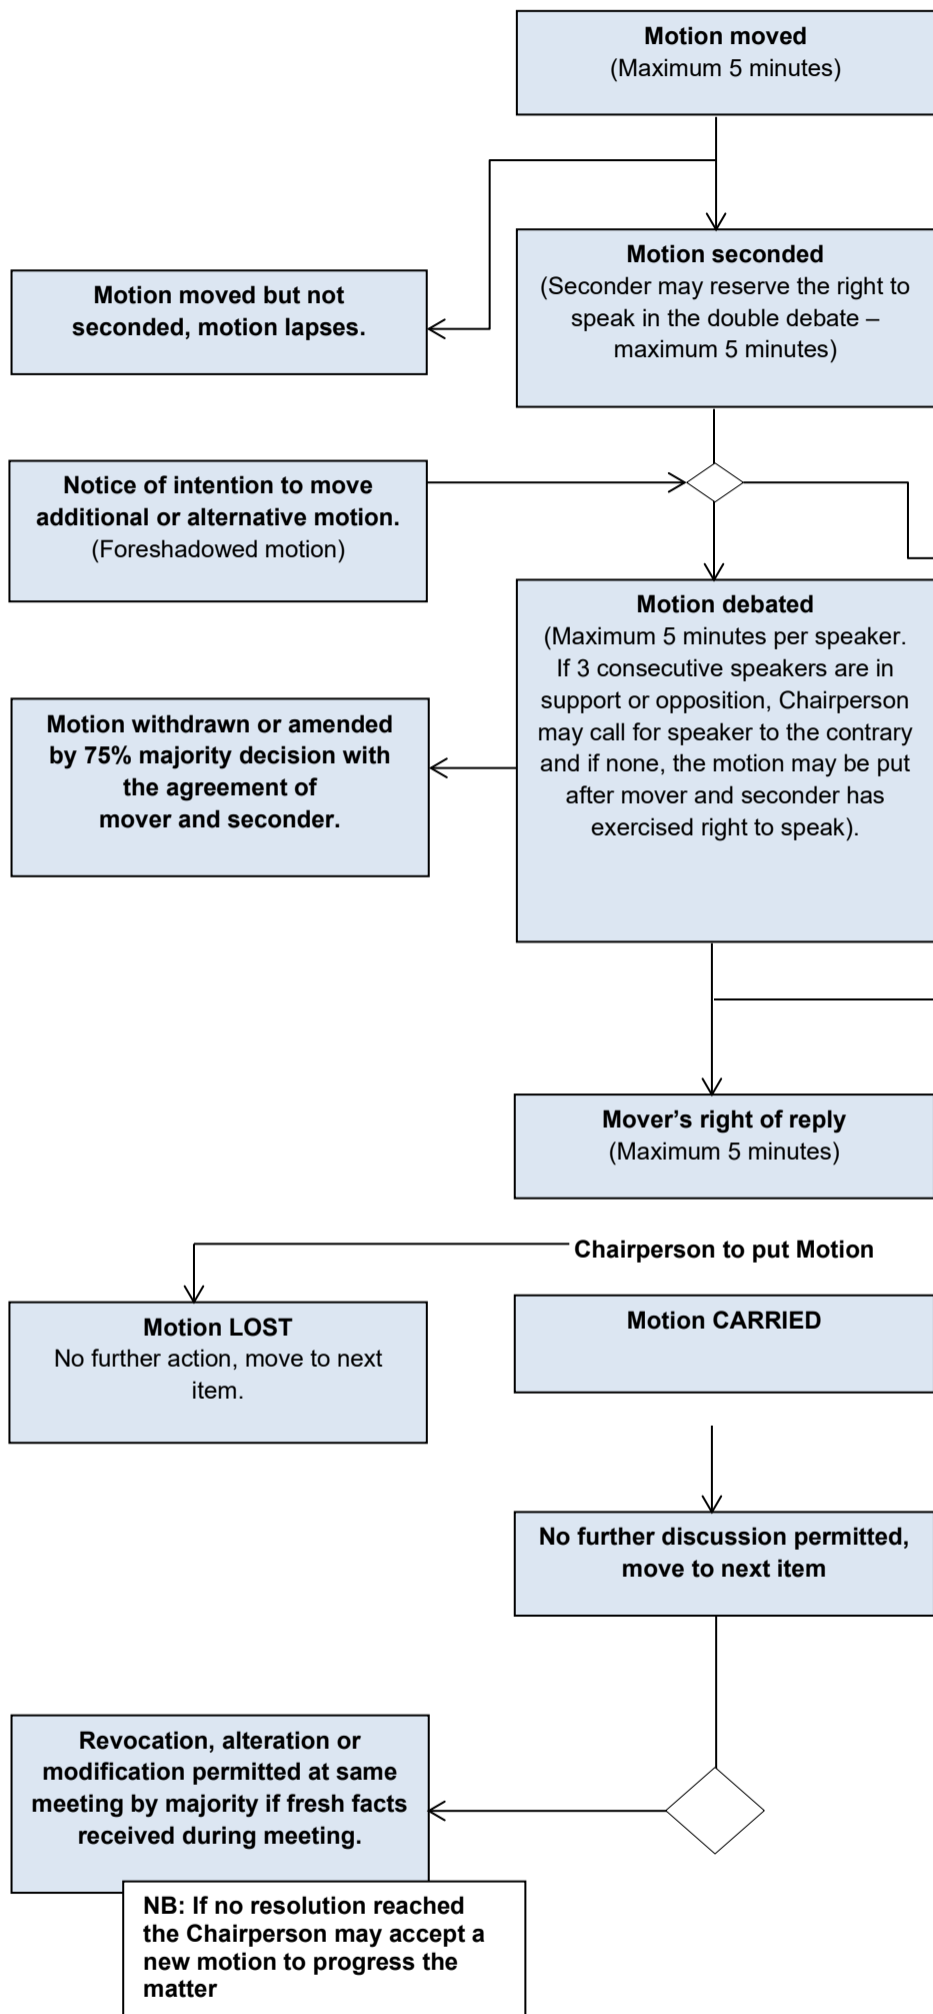 Motion moved
(Maximum 5 minutes)
Motion seconded
(Seconder may reserve the right to
speak in the double debate –
maximum 5 minutes)
Motion moved but not
seconded, motion lapses.
Notice of intention to move
additional or alternative motion.
(Foreshadowed motion)
Motion debated
(Maximum 5 minutes per speaker.
If 3 consecutive speakers are in
support or opposition, Chairperson
may call for speaker to the contrary
and if none, the motion may be put
after mover and seconder has
exercised right to speak).
Motion withdrawn or amended
by 75% majority decision with
the agreement of
mover and seconder.
Mover’s right of reply
(Maximum 5 minutes)
Chairperson to put Motion
Motion LOST
No further action, move to next
item.
Motion CARRIED
No further discussion permitted,
move to next item
Revocation, alteration or
modification permitted at same
meeting by majority if fresh facts
received during meeting.
NB: If no resolution reached
the Chairperson may accept a
new motion to progress the
matter